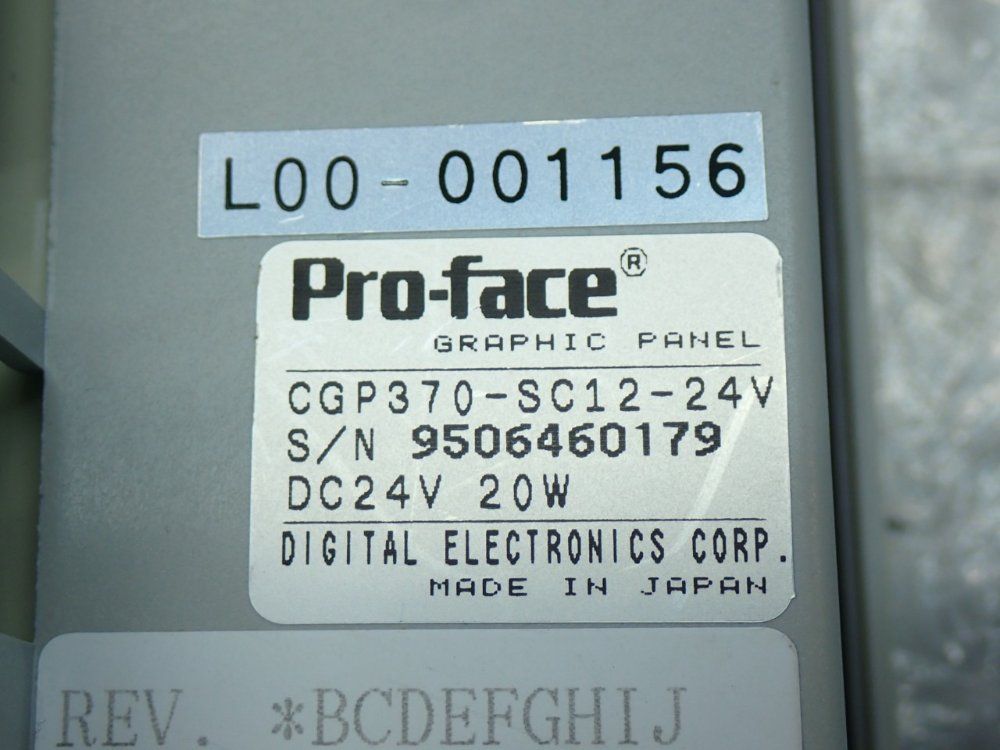 L00-001156
Pro-face®
GRAPHIC PANEL
CGP370-SC12-24V
S/N 9506460179
DC24V 20W
DIGITAL ELECTRONICS CORP.
MADE IN JAPAN
REV. *BCDEFGHIJ